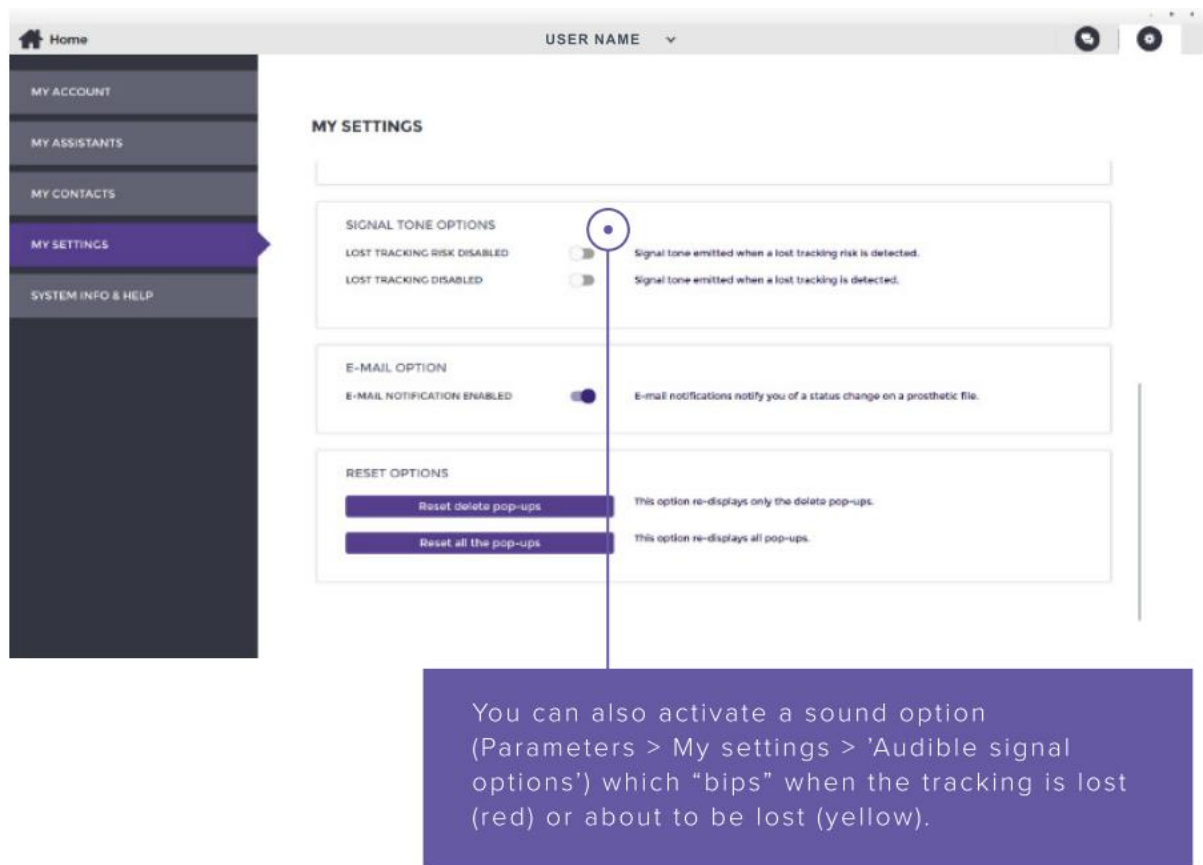 Home
USER NAME
MY ACCOUNT
MY ASSISTANTS
MY CONTACTS
MY SETTINGS
SYSTEM INFO & HELP
MY SETTINGS
SIGNAL TONE OPTIONS
LOST TRACKING RISK DISABLED
Signal tone emitted when a lost tracking risk is detected.
LOST TRACKING DISABLED
Signal tone emitted when a lost tracking is detected.
E-MAIL OPTION
E-MAIL NOTIFICATION ENABLED
E-mail notifications notify you of a status change on a prosthetic file.
RESET OPTIONS
Reset delete pop-ups
This option re-displays only the delete pop-ups.
Reset all the pop-ups
This option re-displays all pop-ups.
You can also activate a sound option
(Parameters > My settings > ’Audible signal
options’) which “bips” when the tracking is lost
(red) or about to be lost (yellow).